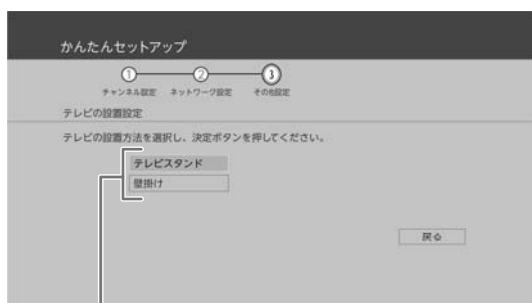 かんたんセットアップ
① ② ③
チャンネル設定 ネットワーク設定 その他設定
テレビの設置設定
テレビの設置方法を選択し、決定ボタンを押してください。
テレビスタンド
壁掛け
戻る